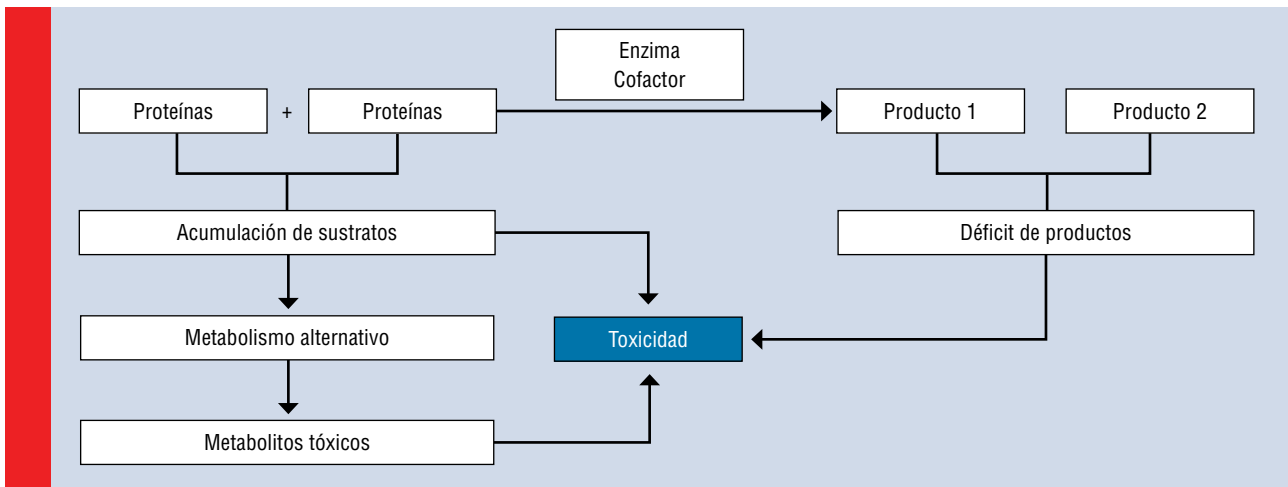 Enzima
Cofactor
Proteínas + Proteínas Producto 1 Producto 2
Acumulación de sustratos Déficit de productos
Metabolismo alternativo Toxicidad
Metabolitos tóxicos